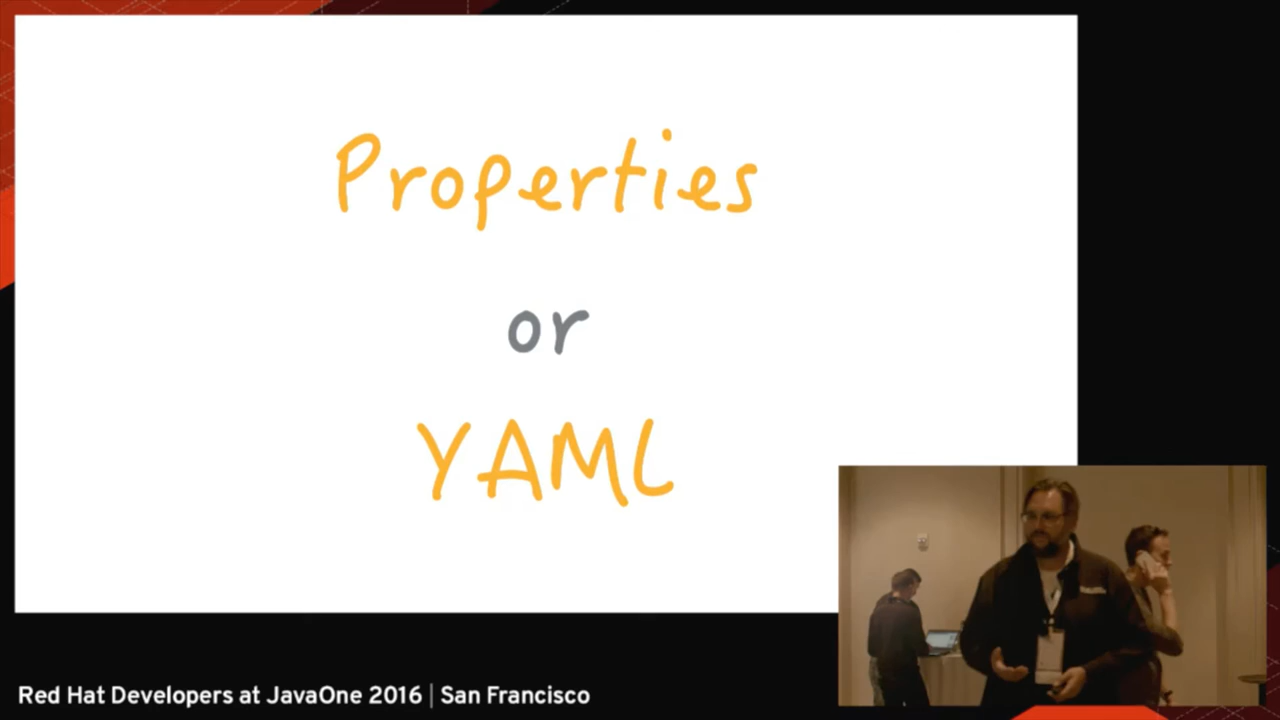 Properties
or
YAML
Red Hat Developers at JavaOne 2016 | San Francisco